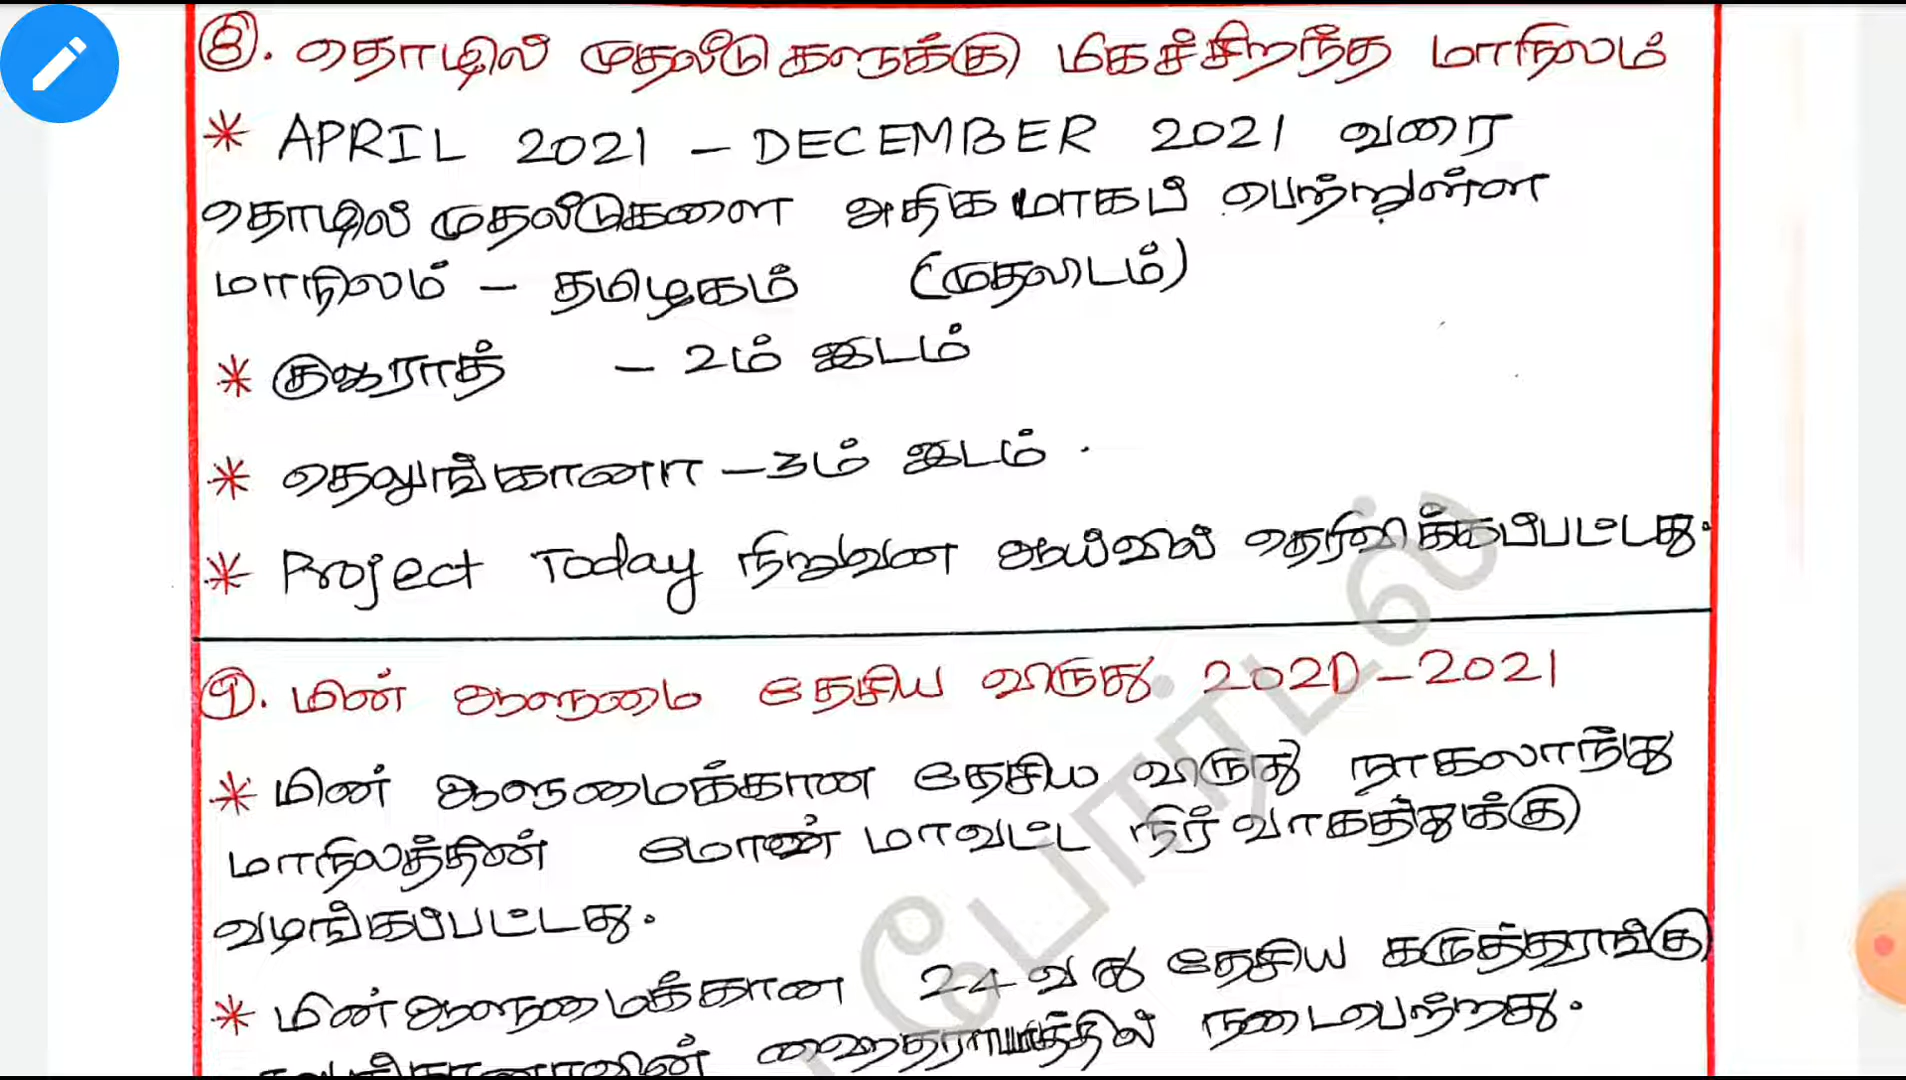 8. தொழில் முதலீடுகளுக்கு மிகச்சிறந்த மாநிலம்
* APRIL 2021 - DECEMBER 2021 வரை
தொழில் முதலீடுகளை அதிகமாகப் பெற்றுள்ள
மாநிலம் - தமிழகம் (முதலிடம்)
* குஜராத் - 2ம் இடம்
* தெலுங்கானா - 3ம் இடம்.
* Project Today நிறுவன ஆய்வில் தெரிவிக்கப்பட்டது.
9. மின் ஆளுமை தேசிய விருது 2020-2021
* மின் ஆளுமைக்கான தேசிய விருது நாகலாந்து
மாநிலத்தின் மோன் மாவட்ட நிர்வாகத்துக்கு
வழங்கப்பட்டது.
* மின்ஆளுமைக்கான 24வது தேசிய கருத்தரங்கு
ஹைதராபாத்தில் நடைபெற்றது.
போர்டல்